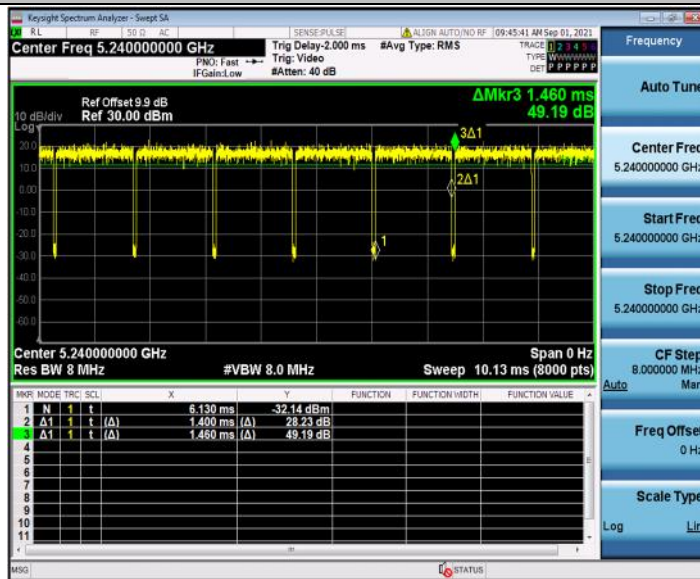 Keysight Spectrum Analyzer - Swept SA
RL RF 50 Ω AC SENSE:PULSE ALIGN AUTO/NO RF 09:45:41 AM Sep 01, 2021
Center Freq 5.240000000 GHz
PNO: Fast
IFGain:Low
Trig Delay-2.000 ms
Trig: Video
#Atten: 40 dB
#Avg Type: RMS
TRACE 1 2 3 4 5 6
TYPE
DET P P P P P P
Frequency
ΔMkr3 1.460 ms
49.19 dB
Ref Offset 9.9 dB
10 dB/div Ref 30.00 dBm
Log
20.0
10.0
0.00
-10.0
-20.0
-30.0
-40.0
-50.0
-60.0
3Δ1
2Δ1
1
Center 5.240000000 GHz Span 0 Hz
Res BW 8 MHz #VBW 8.0 MHz Sweep 10.13 ms (8000 pts)
MKR MODE TRC SCL X Y FUNCTION FUNCTION WIDTH FUNCTION VALUE
1 N 1 t 6.130 ms -32.14 dBm
2 Δ1 1 t (Δ) 1.400 ms (Δ) 28.23 dB
3 Δ1 1 t (Δ) 1.460 ms (Δ) 49.19 dB
4
5
6
7
8
9
10
11
MSG STATUS
Auto Tune
Center Freq
5.240000000 GHz
Start Freq
5.240000000 GHz
Stop Freq
5.240000000 GHz
CF Step
8.000000 MHz
Auto Man
Freq Offset
0 Hz
Scale Type
Log Lin